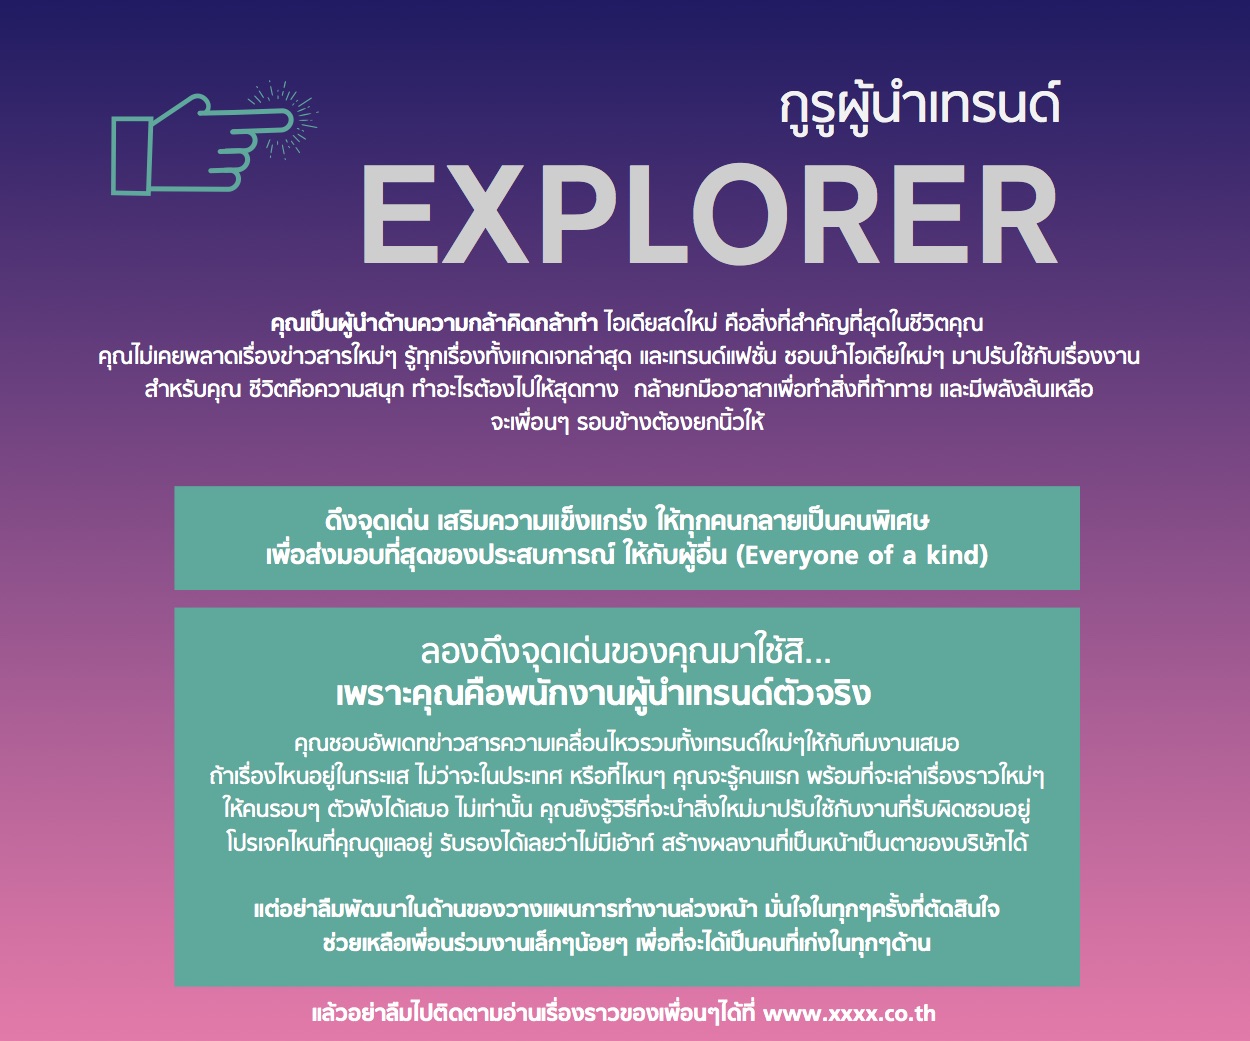 กูรูผู้นำเทรนด์
EXPLORER
คุณเป็นผู้นำด้านความกล้าคิดกล้าทำ ไอเดียสดใหม่ คือสิ่งที่สำคัญที่สุดในชีวิตคุณ
คุณไม่เคยพลาดเรื่องข่าวสารใหม่ๆ รู้ทุกเรื่องทั้งแกดเจทล่าสุด และเทรนด์แฟชั่น ชอบนำไอเดียใหม่ๆ มาปรับใช้กับเรื่องงาน
สำหรับคุณ ชีวิตคือความสนุก ทำอะไรต้องไปให้สุดทาง กล้ายกมืออาสาเพื่อทำสิ่งที่ท้าทาย และมีพลังล้นเหลือ
จะเพื่อนๆ รอบข้างต้องยกนิ้วให้
ดึงจุดเด่น เสริมความแข็งแกร่ง ให้ทุกคนกลายเป็นคนพิเศษ
เพื่อส่งมอบที่สุดของประสบการณ์ ให้กับผู้อื่น (Everyone of a kind)
ลองดึงจุดเด่นของคุณมาใช้สิ...
เพราะคุณคือพนักงานผู้นำเทรนด์ตัวจริง
คุณชอบอัพเดทข่าวสารความเคลื่อนไหวรวมทั้งเทรนด์ใหม่ๆให้กับทีมงานเสมอ
ถ้าเรื่องไหนอยู่ในกระแส ไม่ว่าจะในประเทศ หรือที่ไหนๆ คุณจะรู้คนแรก พร้อมที่จะเล่าเรื่องราวใหม่ๆ
ให้คนรอบๆ ตัวฟังได้เสมอ ไม่เท่านั้น คุณยังรู้วิธีที่จะนำสิ่งใหม่มาปรับใช้กับงานที่รับผิดชอบอยู่
โปรเจคไหนที่คุณดูแลอยู่ รับรองได้เลยว่าไม่มีเอ้าท์ สร้างผลงานที่เป็นหน้าเป็นตาของบริษัทได้
แต่อย่าลืมพัฒนาในด้านของวางแผนการทำงานล่วงหน้า มั่นใจในทุกๆครั้งที่ตัดสินใจ
ช่วยเหลือเพื่อนร่วมงานเล็กๆน้อยๆ เพื่อที่จะได้เป็นคนที่เก่งในทุกๆด้าน
แล้วอย่าลืมไปติดตามอ่านเรื่องราวของเพื่อนๆได้ที่ www.xxxx.co.th